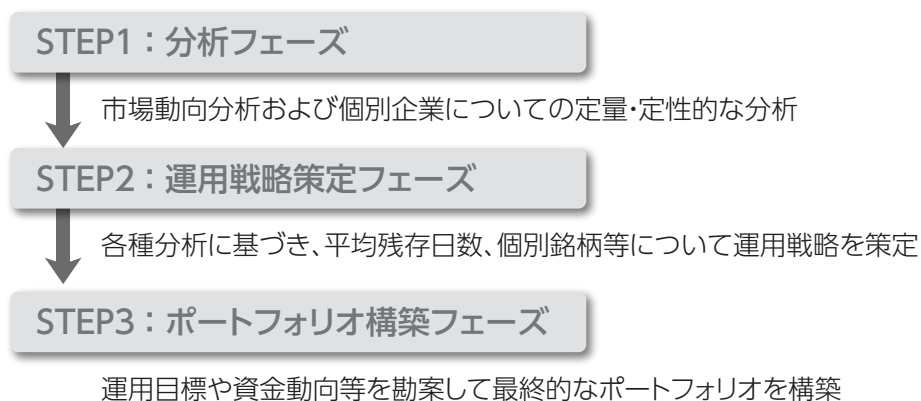 STEP1：分析フェーズ
市場動向分析および個別企業についての定量・定性的な分析
STEP2：運用戦略策定フェーズ
各種分析に基づき、平均残存日数、個別銘柄等について運用戦略を策定
STEP3：ポートフォリオ構築フェーズ
運用目標や資金動向等を勘案して最終的なポートフォリオを構築